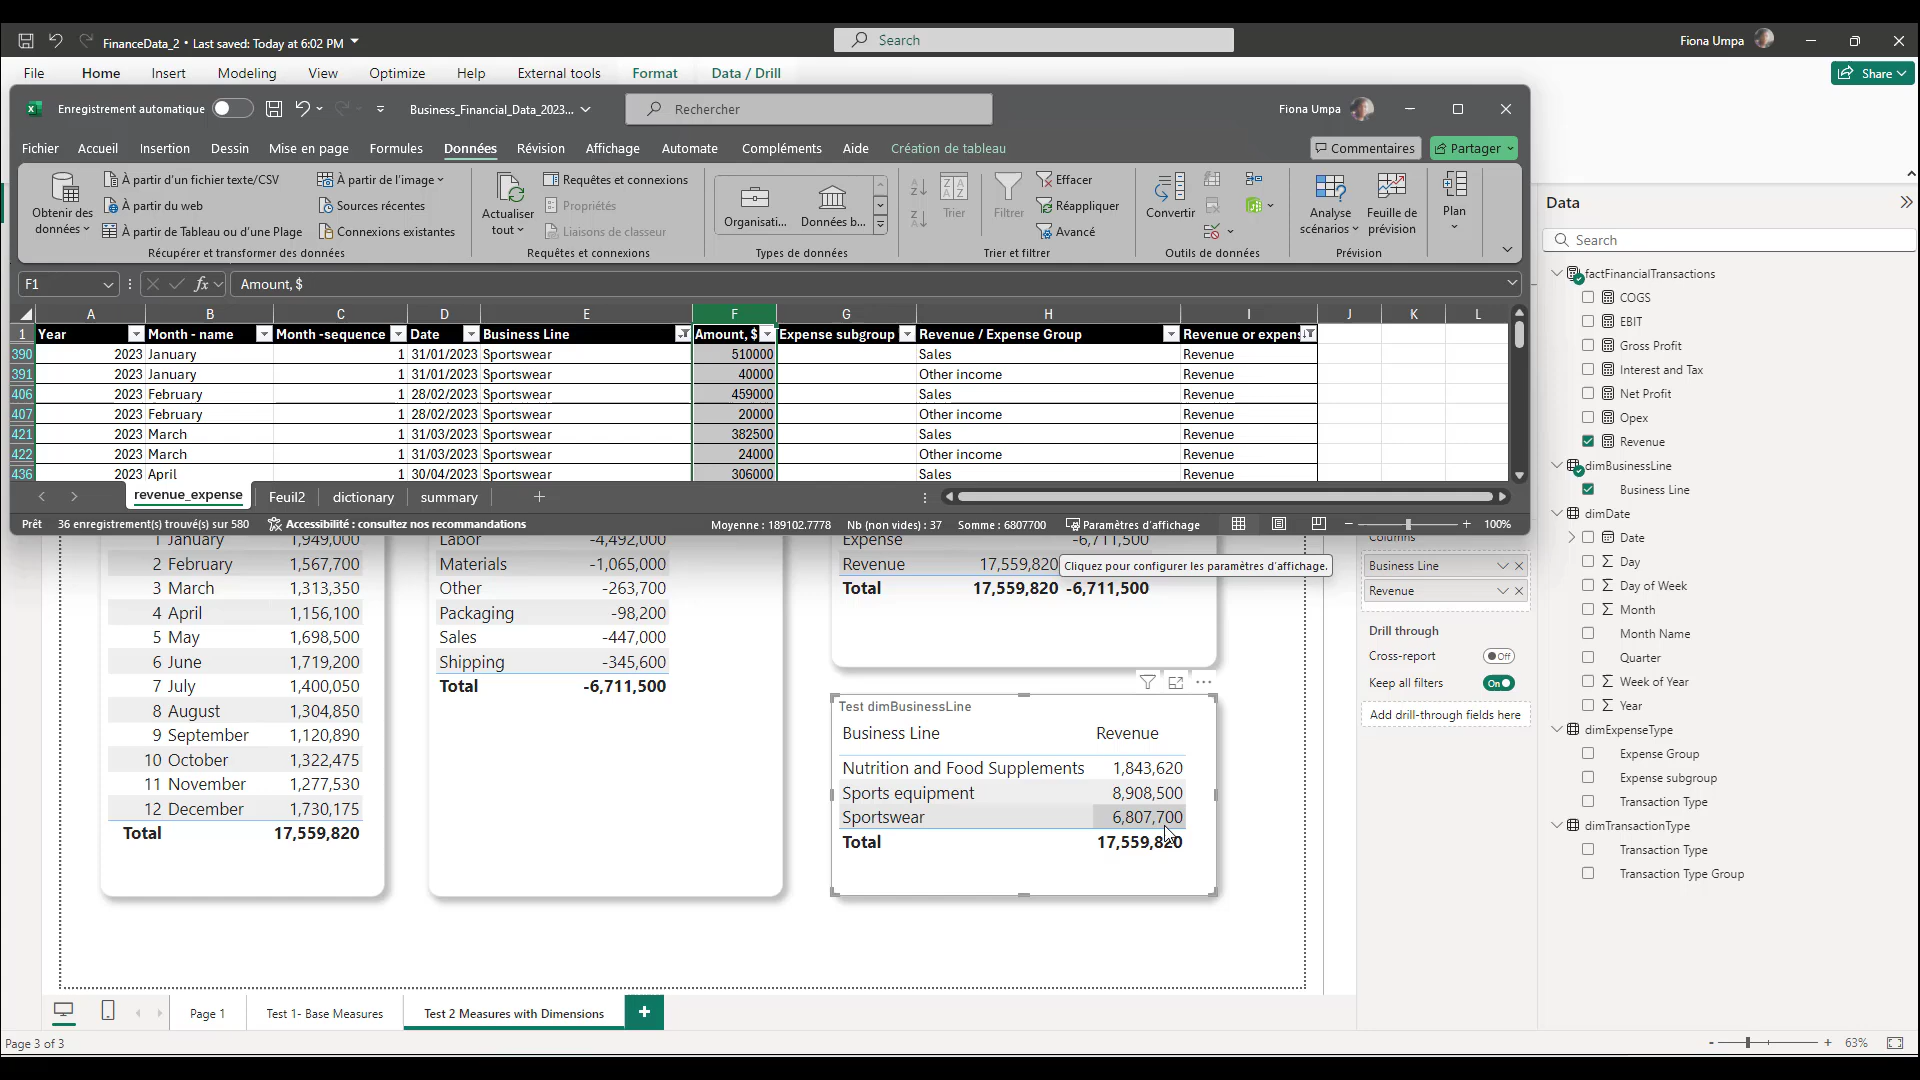 FinanceData_2 • Last saved: Today at 6:02 PM
Search
Fiona Umpa
File Home Insert Modeling View Optimize Help External tools Format Data / Drill
Share
Enregistrement automatique
Business_Financial_Data_2023...
Rechercher
Fiona Umpa
Fichier Accueil Insertion Dessin Mise en page Formules Données Révision Affichage Automate Compléments Aide Création de tableau
Commentaires
Partager
Obtenir des données
À partir d'un fichier texte/CSV
À partir du web
À partir de Tableau ou d'une Plage
À partir de l'image
Sources récentes
Connexions existantes
Récupérer et transformer des données
Actualiser tout
Requêtes et connexions
Propriétés
Liaisons de classeur
Requêtes et connexions
Organisati... Données b...
Types de données
Trier
Filtrer
Effacer
Réappliquer
Avancé
Trier et filtrer
Convertir
Outils de données
Analyse scénarios
Feuille de prévision
Prévision
Plan
F1
fx
Amount, $
A B C D E F G H I J K L
1 Year Month - name Month -sequence Date Business Line Amount, $ Expense subgroup Revenue / Expense Group Revenue or expens
390 2023 January 1 31/01/2023 Sportswear 510000 Sales Revenue
391 2023 January 1 31/01/2023 Sportswear 40000 Other income Revenue
406 2023 February 1 28/02/2023 Sportswear 459000 Sales Revenue
407 2023 February 1 28/02/2023 Sportswear 20000 Other income Revenue
421 2023 March 1 31/03/2023 Sportswear 382500 Sales Revenue
422 2023 March 1 31/03/2023 Sportswear 24000 Other income Revenue
436 2023 April 1 30/04/2023 Sportswear 306000 Sales Revenue
revenue_expense Feuil2 dictionary summary
Prêt 36 enregistrement(s) trouvé(s) sur 580 Accessibilité : consultez nos recommandations Moyenne : 189102.7778 Nb (non vides) : 37 Somme : 6807700 Paramètres d'affichage 100%
Cliquez pour configurer les paramètres d'affichage.
1 January 1,949,000
2 February 1,567,700
3 March 1,313,350
4 April 1,156,100
5 May 1,698,500
6 June 1,719,200
7 July 1,400,050
8 August 1,304,850
9 September 1,120,890
10 October 1,322,475
11 November 1,277,530
12 December 1,730,175
Total 17,559,820
Labor -4,492,000
Materials -1,065,000
Other -263,700
Packaging -98,200
Sales -447,000
Shipping -345,600
Total -6,711,500
Expense -6,711,500
Revenue 17,559,820
Total 17,559,820 -6,711,500
Test dimBusinessLine
Business Line Revenue
Nutrition and Food Supplements 1,843,620
Sports equipment 8,908,500
Sportswear 6,807,700
Total 17,559,820
Columns
Business Line
Revenue
Drill through
Cross-report Off
Keep all filters On
Add drill-through fields here
Data
Search
factFinancialTransactions
COGS
EBIT
Gross Profit
Interest and Tax
Net Profit
Opex
Revenue
dimBusinessLine
Business Line
dimDate
Date
Day
Day of Week
Month
Month Name
Quarter
Week of Year
Year
dimExpenseType
Expense Group
Expense subgroup
Transaction Type
dimTransactionType
Transaction Type
Transaction Type Group
Page 1 Test 1- Base Measures Test 2 Measures with Dimensions
Page 3 of 3
63%